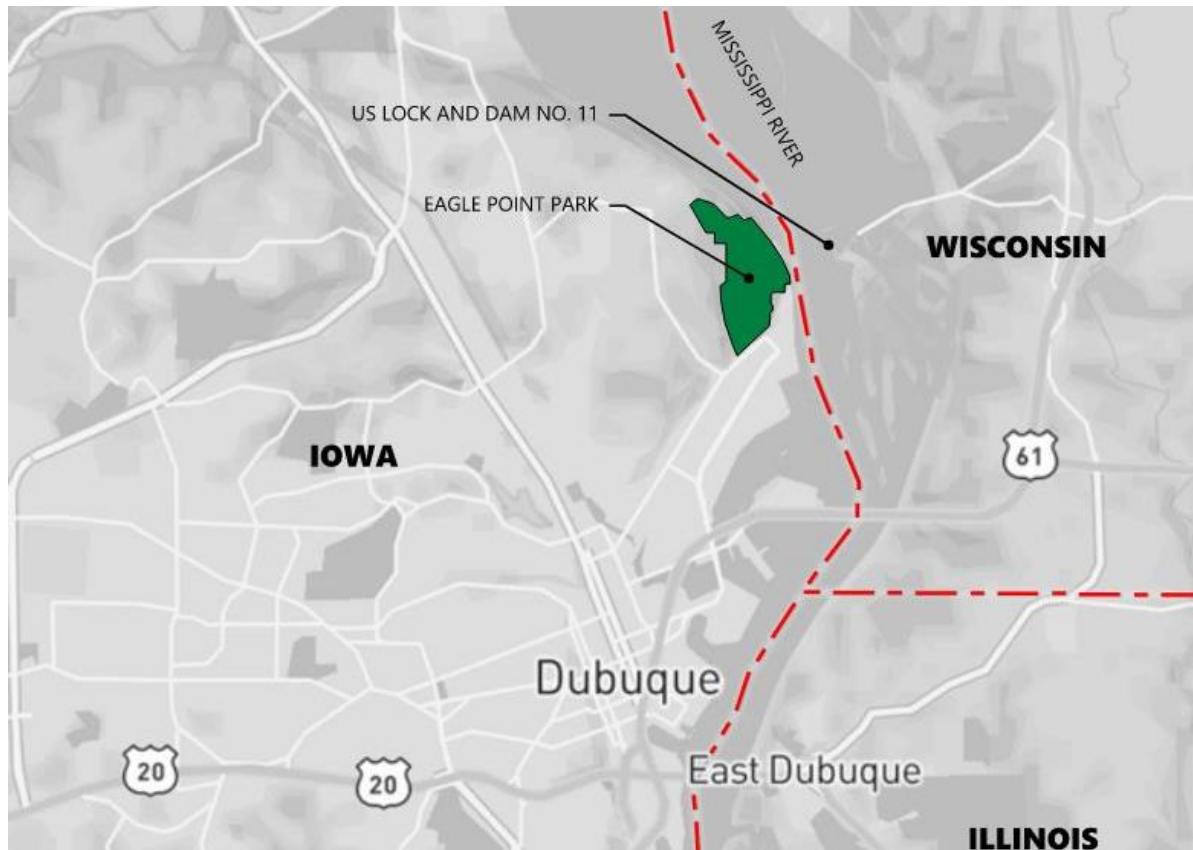 MISSISSIPPI RIVER
US LOCK AND DAM NO. 11
EAGLE POINT PARK
WISCONSIN
IOWA
61
Dubuque
20
20
East Dubuque
ILLINOIS